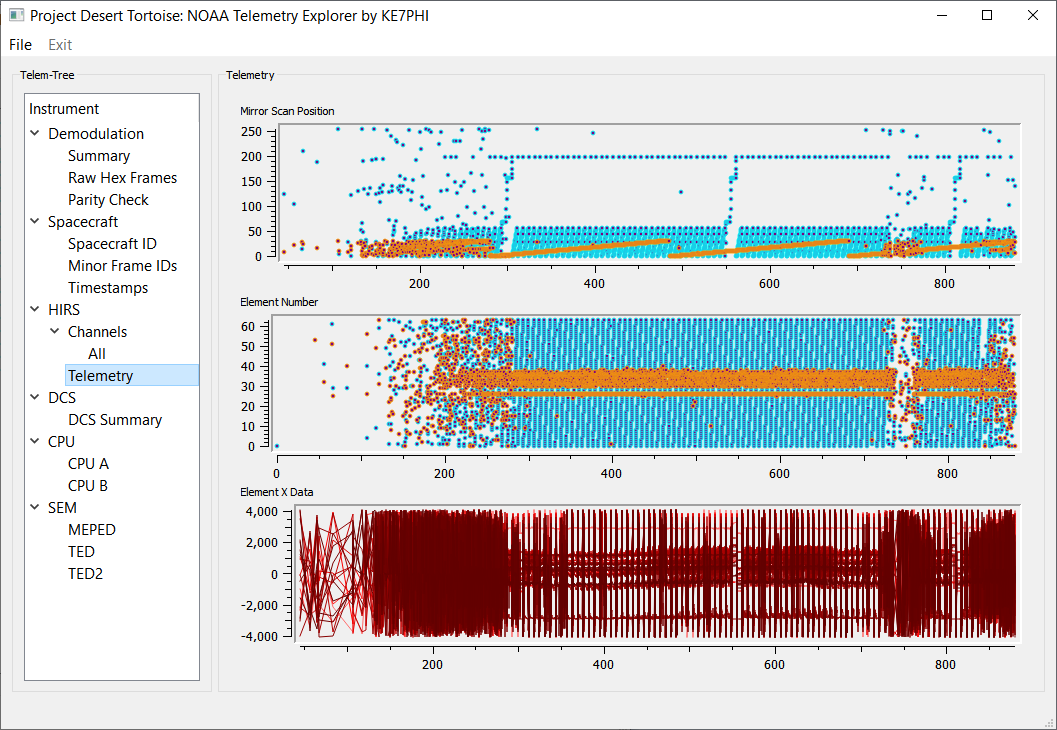 Project Desert Tortoise: NOAA Telemetry Explorer by KE7PHI
File Exit
Telem-Tree
Instrument
Demodulation
Summary
Raw Hex Frames
Parity Check
Spacecraft
Spacecraft ID
Minor Frame IDs
Timestamps
HIRS
Channels
All
Telemetry
DCS
DCS Summary
CPU
CPU A
CPU B
SEM
MEPED
TED
TED2
Telemetry
Mirror Scan Position
250
200
150
100
50
0
200 400 600 800
Element Number
60
50
40
30
20
10
0
0 200 400 600 800
Element X Data
4,000
2,000
0
-2,000
-4,000
200 400 600 800